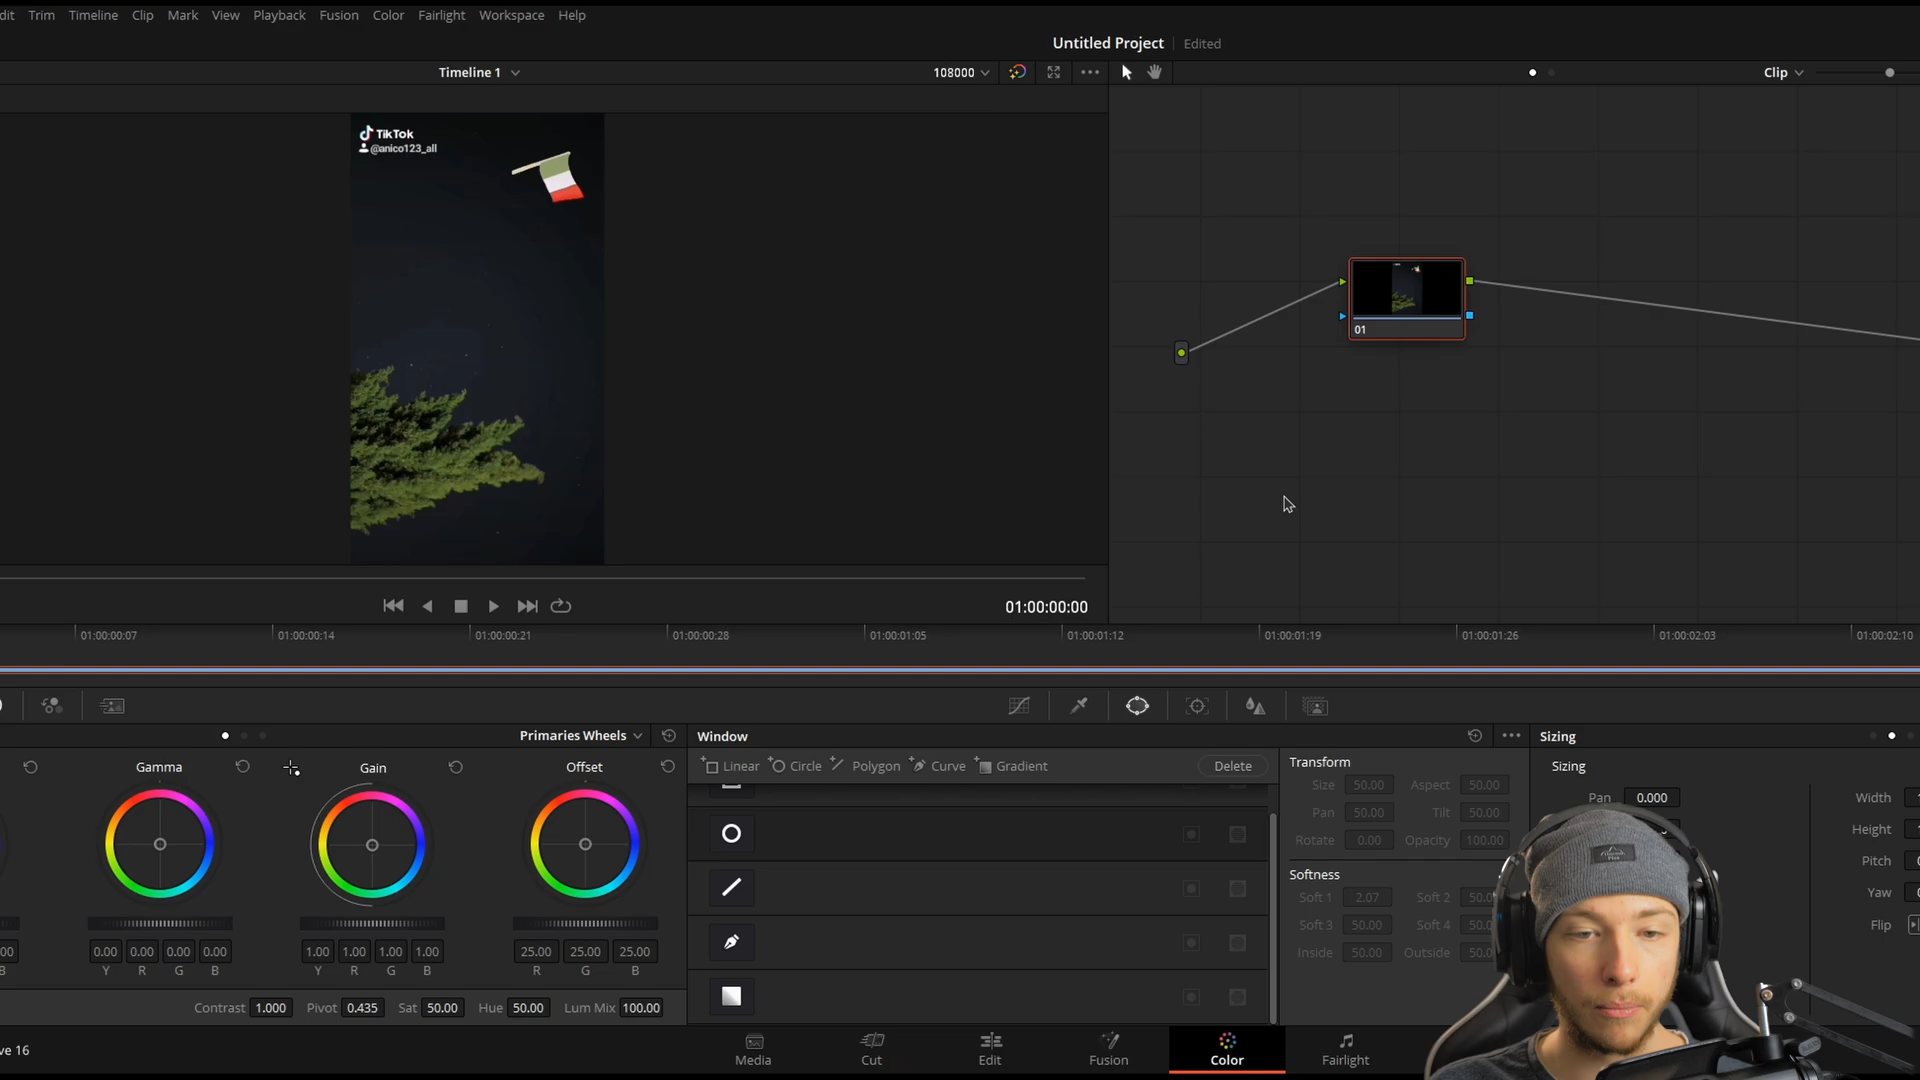 dit Trim Timeline Clip Mark View Playback Fusion Color Fairlight Workspace Help
Untitled Project Edited
Timeline 1
108000
Clip
TikTok
@anico123_all
01
01:00:00:00
01:00:00:07 01:00:00:14 01:00:00:21 01:00:00:28 01:00:01:05 01:00:01:12 01:00:01:19 01:00:01:26 01:00:02:03 01:00:02:10
Primaries Wheels
Window
Sizing
Gamma Gain Offset
Linear Circle Polygon Curve Gradient Delete
Transform
Size 50.00 Aspect 50.00
Pan 50.00 Tilt 50.00
Rotate 0.00 Opacity 100.00
Softness
Soft 1 2.07 Soft 2
Soft 3 50.00 Soft 4
Inside 50.00 Outside
Sizing
Pan 0.000
Width
Height
Pitch
Yaw
Flip
00 0.00 0.00 0.00 0.00 1.00 1.00 1.00 1.00 25.00 25.00 25.00
B Y R G B Y R G B R G B
Contrast 1.000 Pivot 0.435 Sat 50.00 Hue 50.00 Lum Mix 100.00
ve 16
Media Cut Edit Fusion Color Fairlight